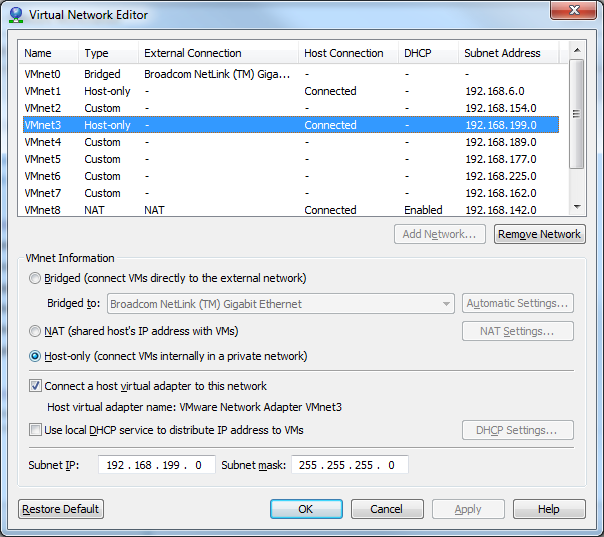 Virtual Network Editor
Name Type External Connection Host Connection DHCP Subnet Address
VMnet0 Bridged Broadcom NetLink (TM) Giga... - - -
VMnet1 Host-only - Connected - 192.168.6.0
VMnet2 Custom - - - 192.168.154.0
VMnet3 Host-only - Connected - 192.168.199.0
VMnet4 Custom - - - 192.168.189.0
VMnet5 Custom - - - 192.168.177.0
VMnet6 Custom - - - 192.168.225.0
VMnet7 Custom - - - 192.168.162.0
VMnet8 NAT NAT Connected Enabled 192.168.142.0
Add Network... Remove Network
VMnet Information
Bridged (connect VMs directly to the external network)
Bridged to: Broadcom NetLink (TM) Gigabit Ethernet Automatic Settings...
NAT (shared host's IP address with VMs) NAT Settings...
Host-only (connect VMs internally in a private network)
Connect a host virtual adapter to this network
Host virtual adapter name: VMware Network Adapter VMnet3
Use local DHCP service to distribute IP address to VMs DHCP Settings...
Subnet IP: 192 . 168 . 199 . 0 Subnet mask: 255 . 255 . 255 . 0
Restore Default OK Cancel Apply Help